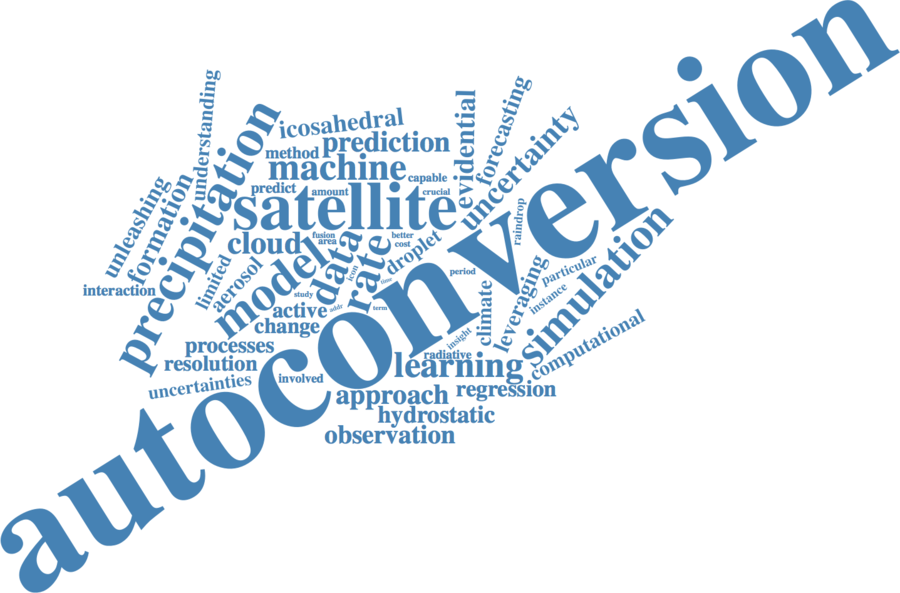 autoconversion
understanding
unleashing
formation
precipitation
icosahedral
method
prediction
machine
capable
predict
amount
crucial
satellite
evidential
forecasting
uncertainty
cloud
fusion
area
better
cost
droplet
raindrop
interaction
limited
aerosol
model
data
icon
rate
time
period
study
addr
term
active
change
climate
leveraging
particular
instance
simulation
processes
resolution
uncertainties
involved
insight
radiative
learning
computational
approach
regression
hydrostatic
observation